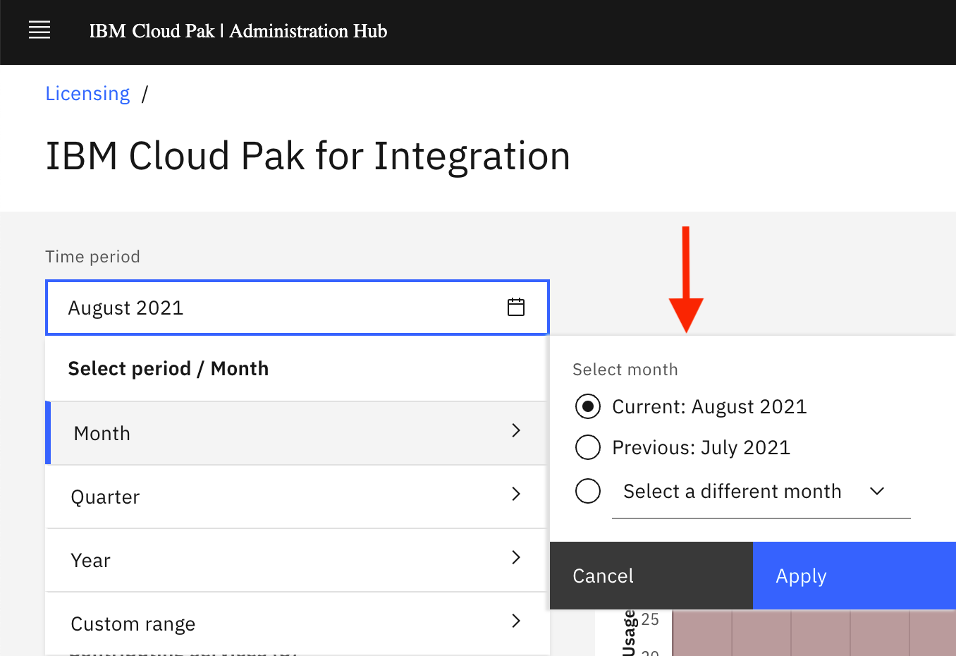 IBM Cloud Pak | Administration Hub
Licensing /
IBM Cloud Pak for Integration
Time period
August 2021
Select period / Month
Month
Quarter
Year
Custom range
Select month
Current: August 2021
Previous: July 2021
Select a different month
Cancel
Apply
Usage
25
20